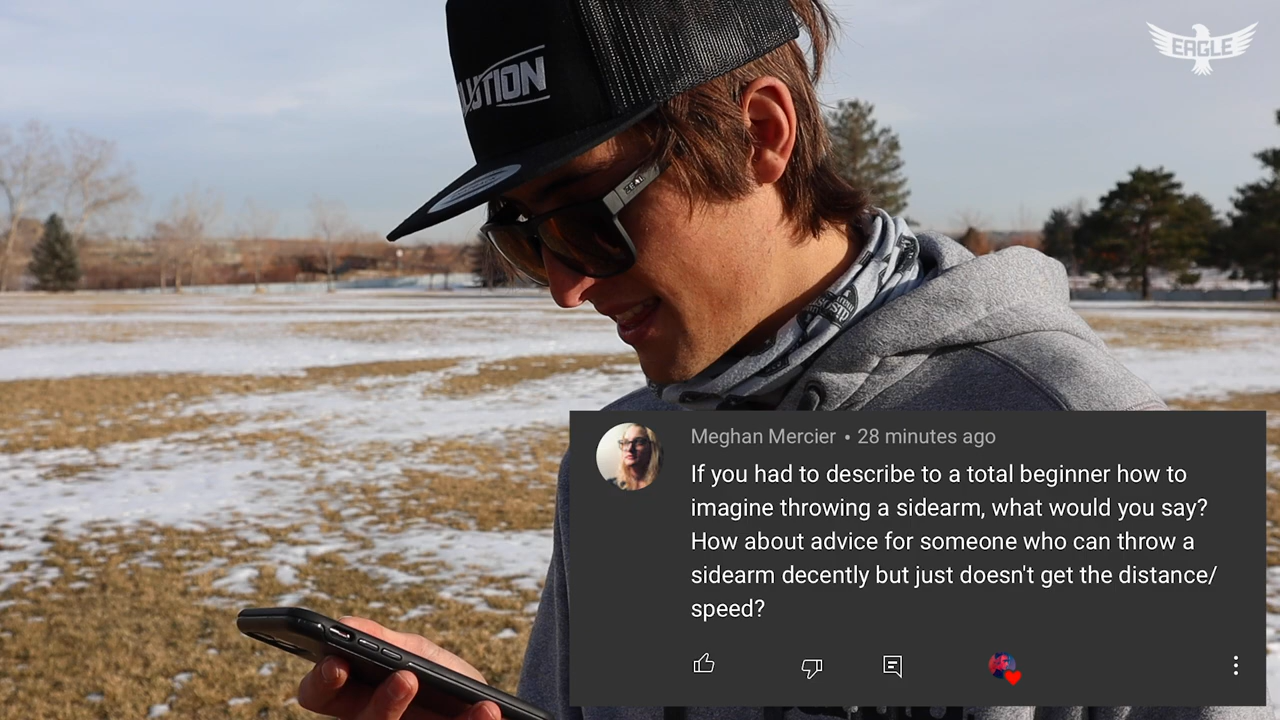 EAGLE
LUTION
Meghan Mercier • 28 minutes ago
If you had to describe to a total beginner how to
imagine throwing a sidearm, what would you say?
How about advice for someone who can throw a
sidearm decently but just doesn't get the distance/
speed?